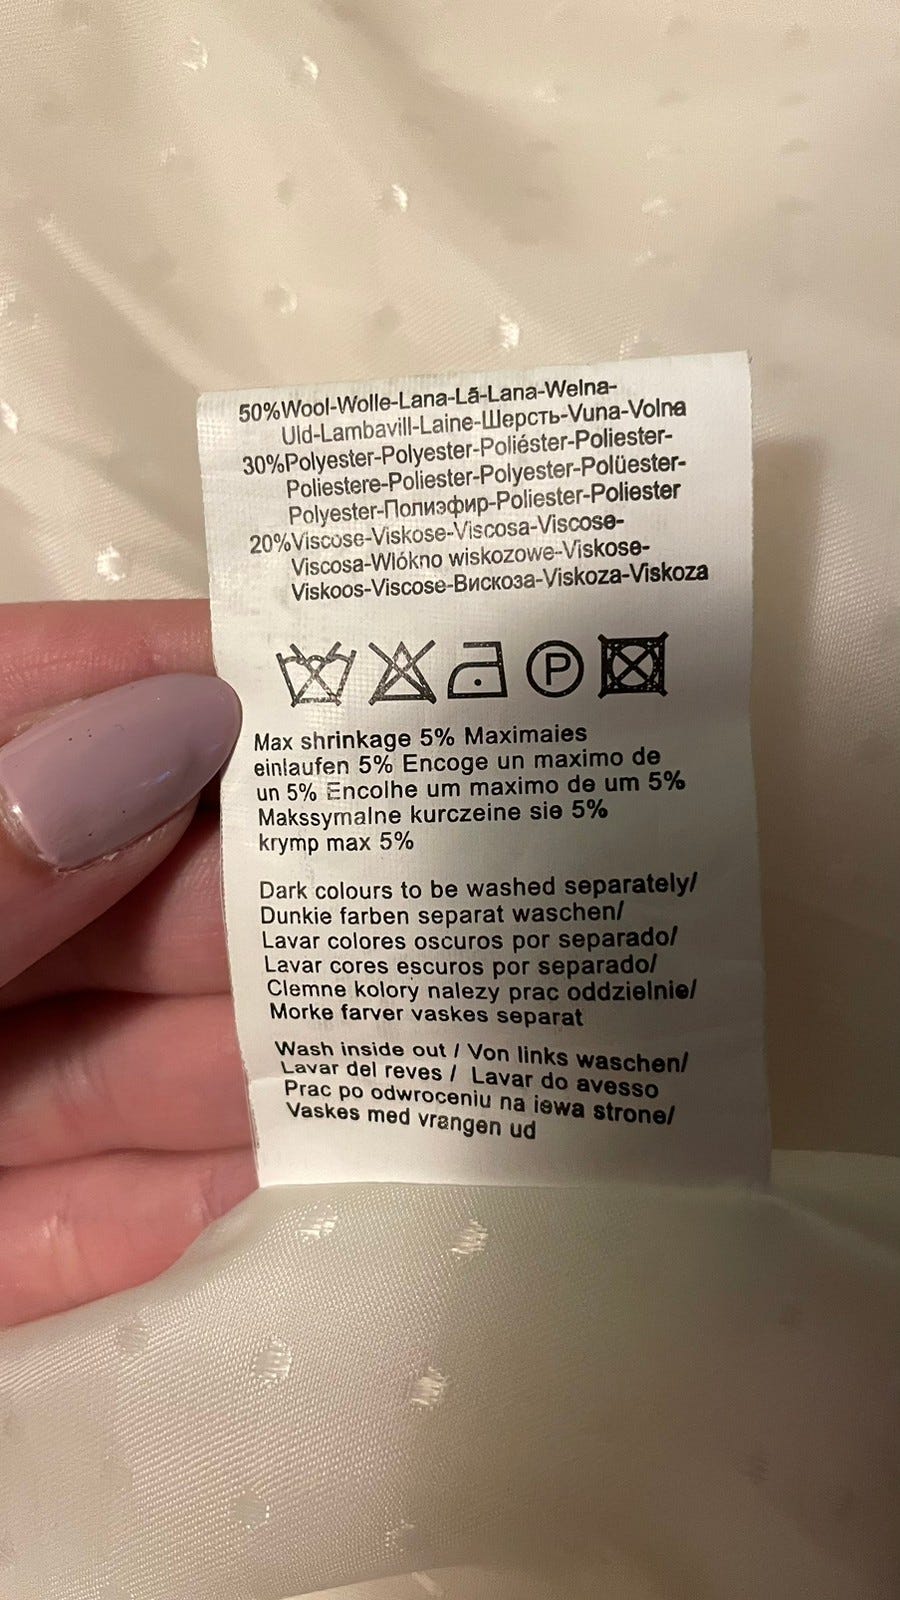 50%Wool-Wolle-Lana-Lã-Lana-Welna-
Uld-Lambavill-Laine-Шерсть-Vuna-Volna
30%Polyester-Polyester-Poliéster-Poliester-
Poliestere-Poliester-Polyester-Polüester-
Polyester-Полиэфир-Poliester-Poliester
20%Viscose-Viskose-Viscosa-Viscose-
Viscosa-Wlókno wiskozowe-Viskose-
Viskoos-Viscose-Вискоза-Viskoza-Viskoza
P
Max shrinkage 5% Maximaies
einlaufen 5% Encoge un maximo de
un 5% Encolhe um maximo de um 5%
Makssymalne kurczeine sie 5%
krymp max 5%
Dark colours to be washed separately/
Dunkie farben separat waschen/
Lavar colores oscuros por separado/
Lavar cores escuros por separado/
Clemne kolory nalezy prac oddzielnie/
Morke farver vaskes separat
Wash inside out / Von links waschen/
Lavar del reves / Lavar do avesso
Prac po odwroceniu na iewa strone/
Vaskes med vrangen ud